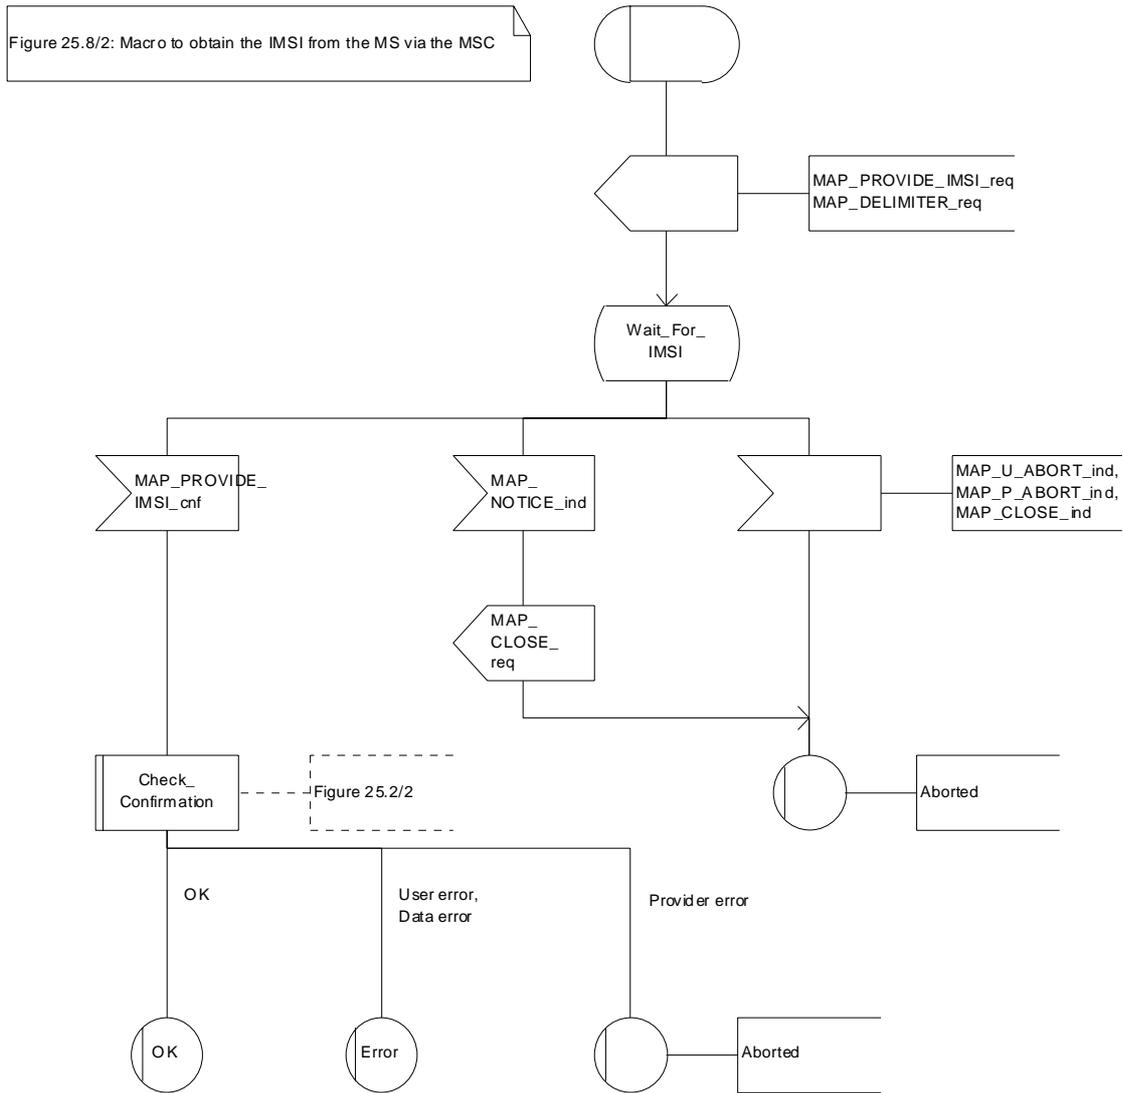 Figure 25.8/2: Macro to obtain the IMSI from the MS via the MSC
MAP_PROVIDE_IMSI_req
MAP_DELIMITER_req
Wait_For_
IMSI
MAP_PROVIDE_
IMSI_cnf
MAP_
NOTICE_ind
MAP_U_ABORT_ind,
MAP_P_ABORT_ind,
MAP_CLOSE_ind
MAP_
CLOSE_
req
Check_
Confirmation
Figure 25.2/2
Aborted
OK
User error,
Data error
Provider error
OK
Error
Aborted